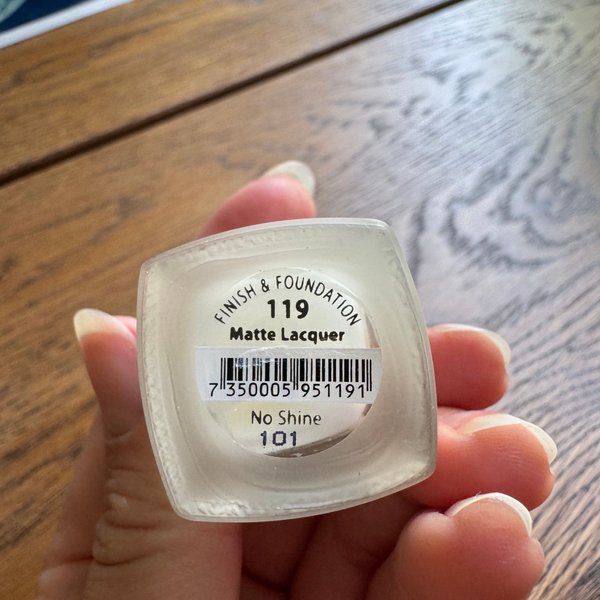 FINISH & FOUNDATION
119
Matte Lacquer
7 350005 951191
No Shine
101